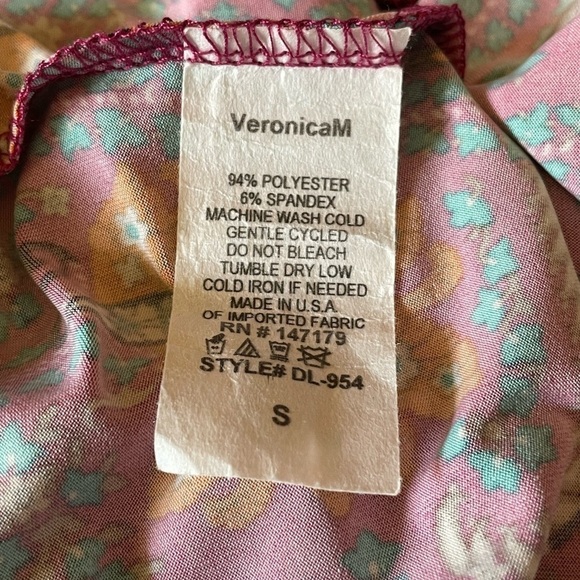 VeronicaM
94% POLYESTER
6% SPANDEX
MACHINE WASH COLD
GENTLE CYCLED
DO NOT BLEACH
TUMBLE DRY LOW
COLD IRON IF NEEDED
MADE IN U.S.A.
OF IMPORTED FABRIC
RN # 147179
STYLE# DL-954
S